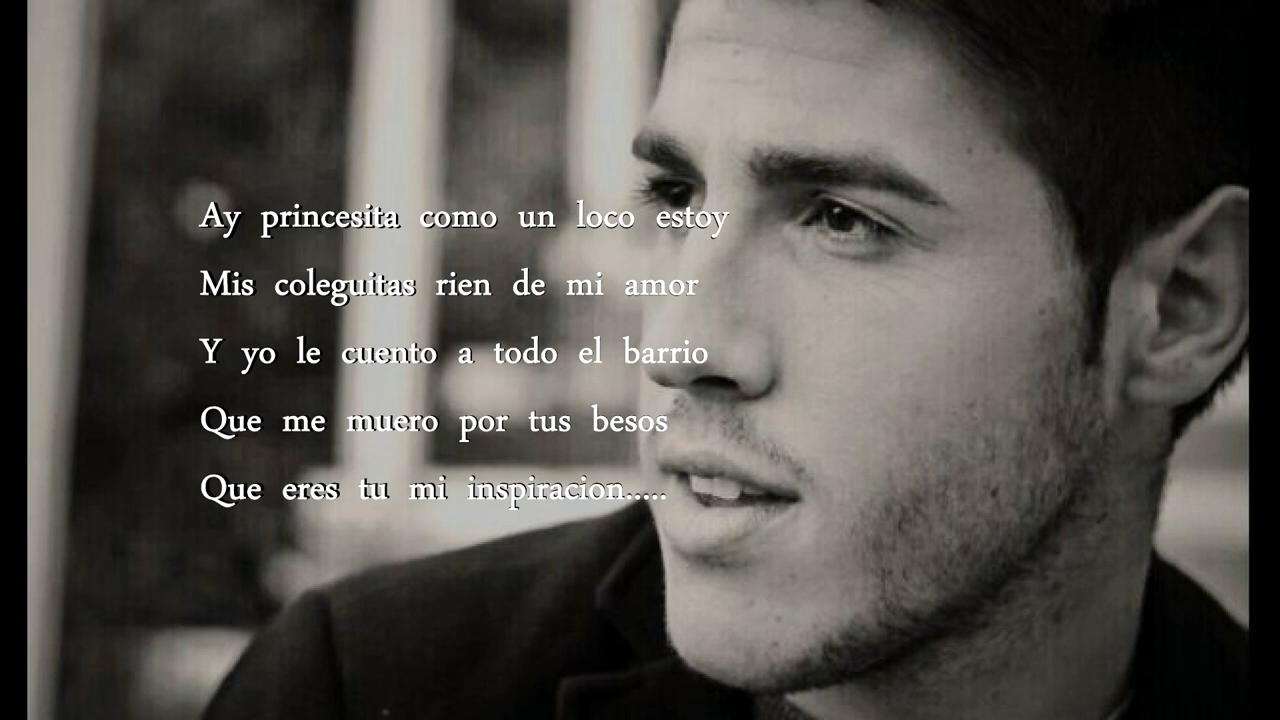 Ay princesita como un loco estoy
Mis coleguitas rien de mi amor
Y yo le cuento a todo el barrio
Que me muero por tus besos
Que eres tu mi inspiracion.....